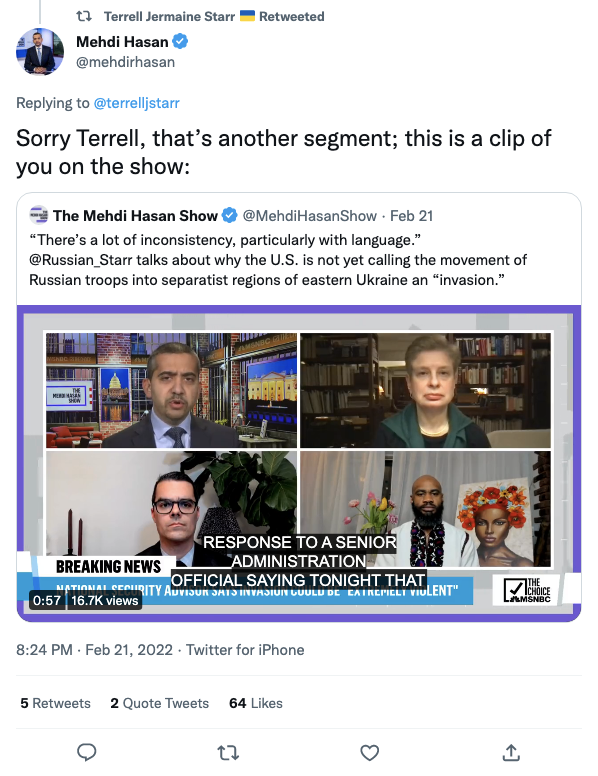 Terrell Jermaine Starr Retweeted
Mehdi Hasan
@mehdirhasan
Replying to @terrelljstarr
Sorry Terrell, that's another segment; this is a clip of
you on the show:
The Mehdi Hasan Show @MehdiHasanShow · Feb 21
“There's a lot of inconsistency, particularly with language.”
@Russian_Starr talks about why the U.S. is not yet calling the movement of
Russian troops into separatist regions of eastern Ukraine an “invasion.”
THE
MEHDI HASAN
SHOW
RESPONSE TO A SENIOR
ADMINISTRATION
OFFICIAL SAYING TONIGHT THAT
BREAKING NEWS
NATIONAL SECURITY ADVISOR SAYS INVASION COULD BE "EXTREMELY VIOLENT"
THE
CHOICE
MSNBC
0:57 16.7K views
8:24 PM · Feb 21, 2022 · Twitter for iPhone
5 Retweets 2 Quote Tweets 64 Likes